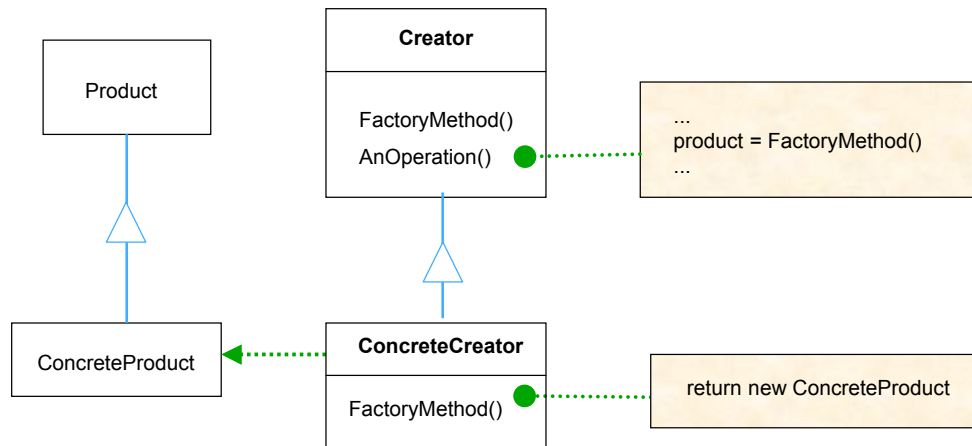 Product
Creator
FactoryMethod()
AnOperation()
...
product = FactoryMethod()
...
ConcreteProduct
ConcreteCreator
FactoryMethod()
return new ConcreteProduct